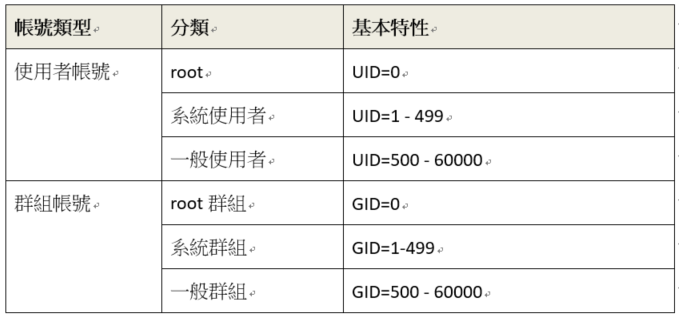 帳號類型 分類 基本特性
使用者帳號 root UID=0
系統使用者 UID=1 - 499
一般使用者 UID=500 - 60000
群組帳號 root 群組 GID=0
系統群組 GID=1-499
一般群組 GID=500 - 60000